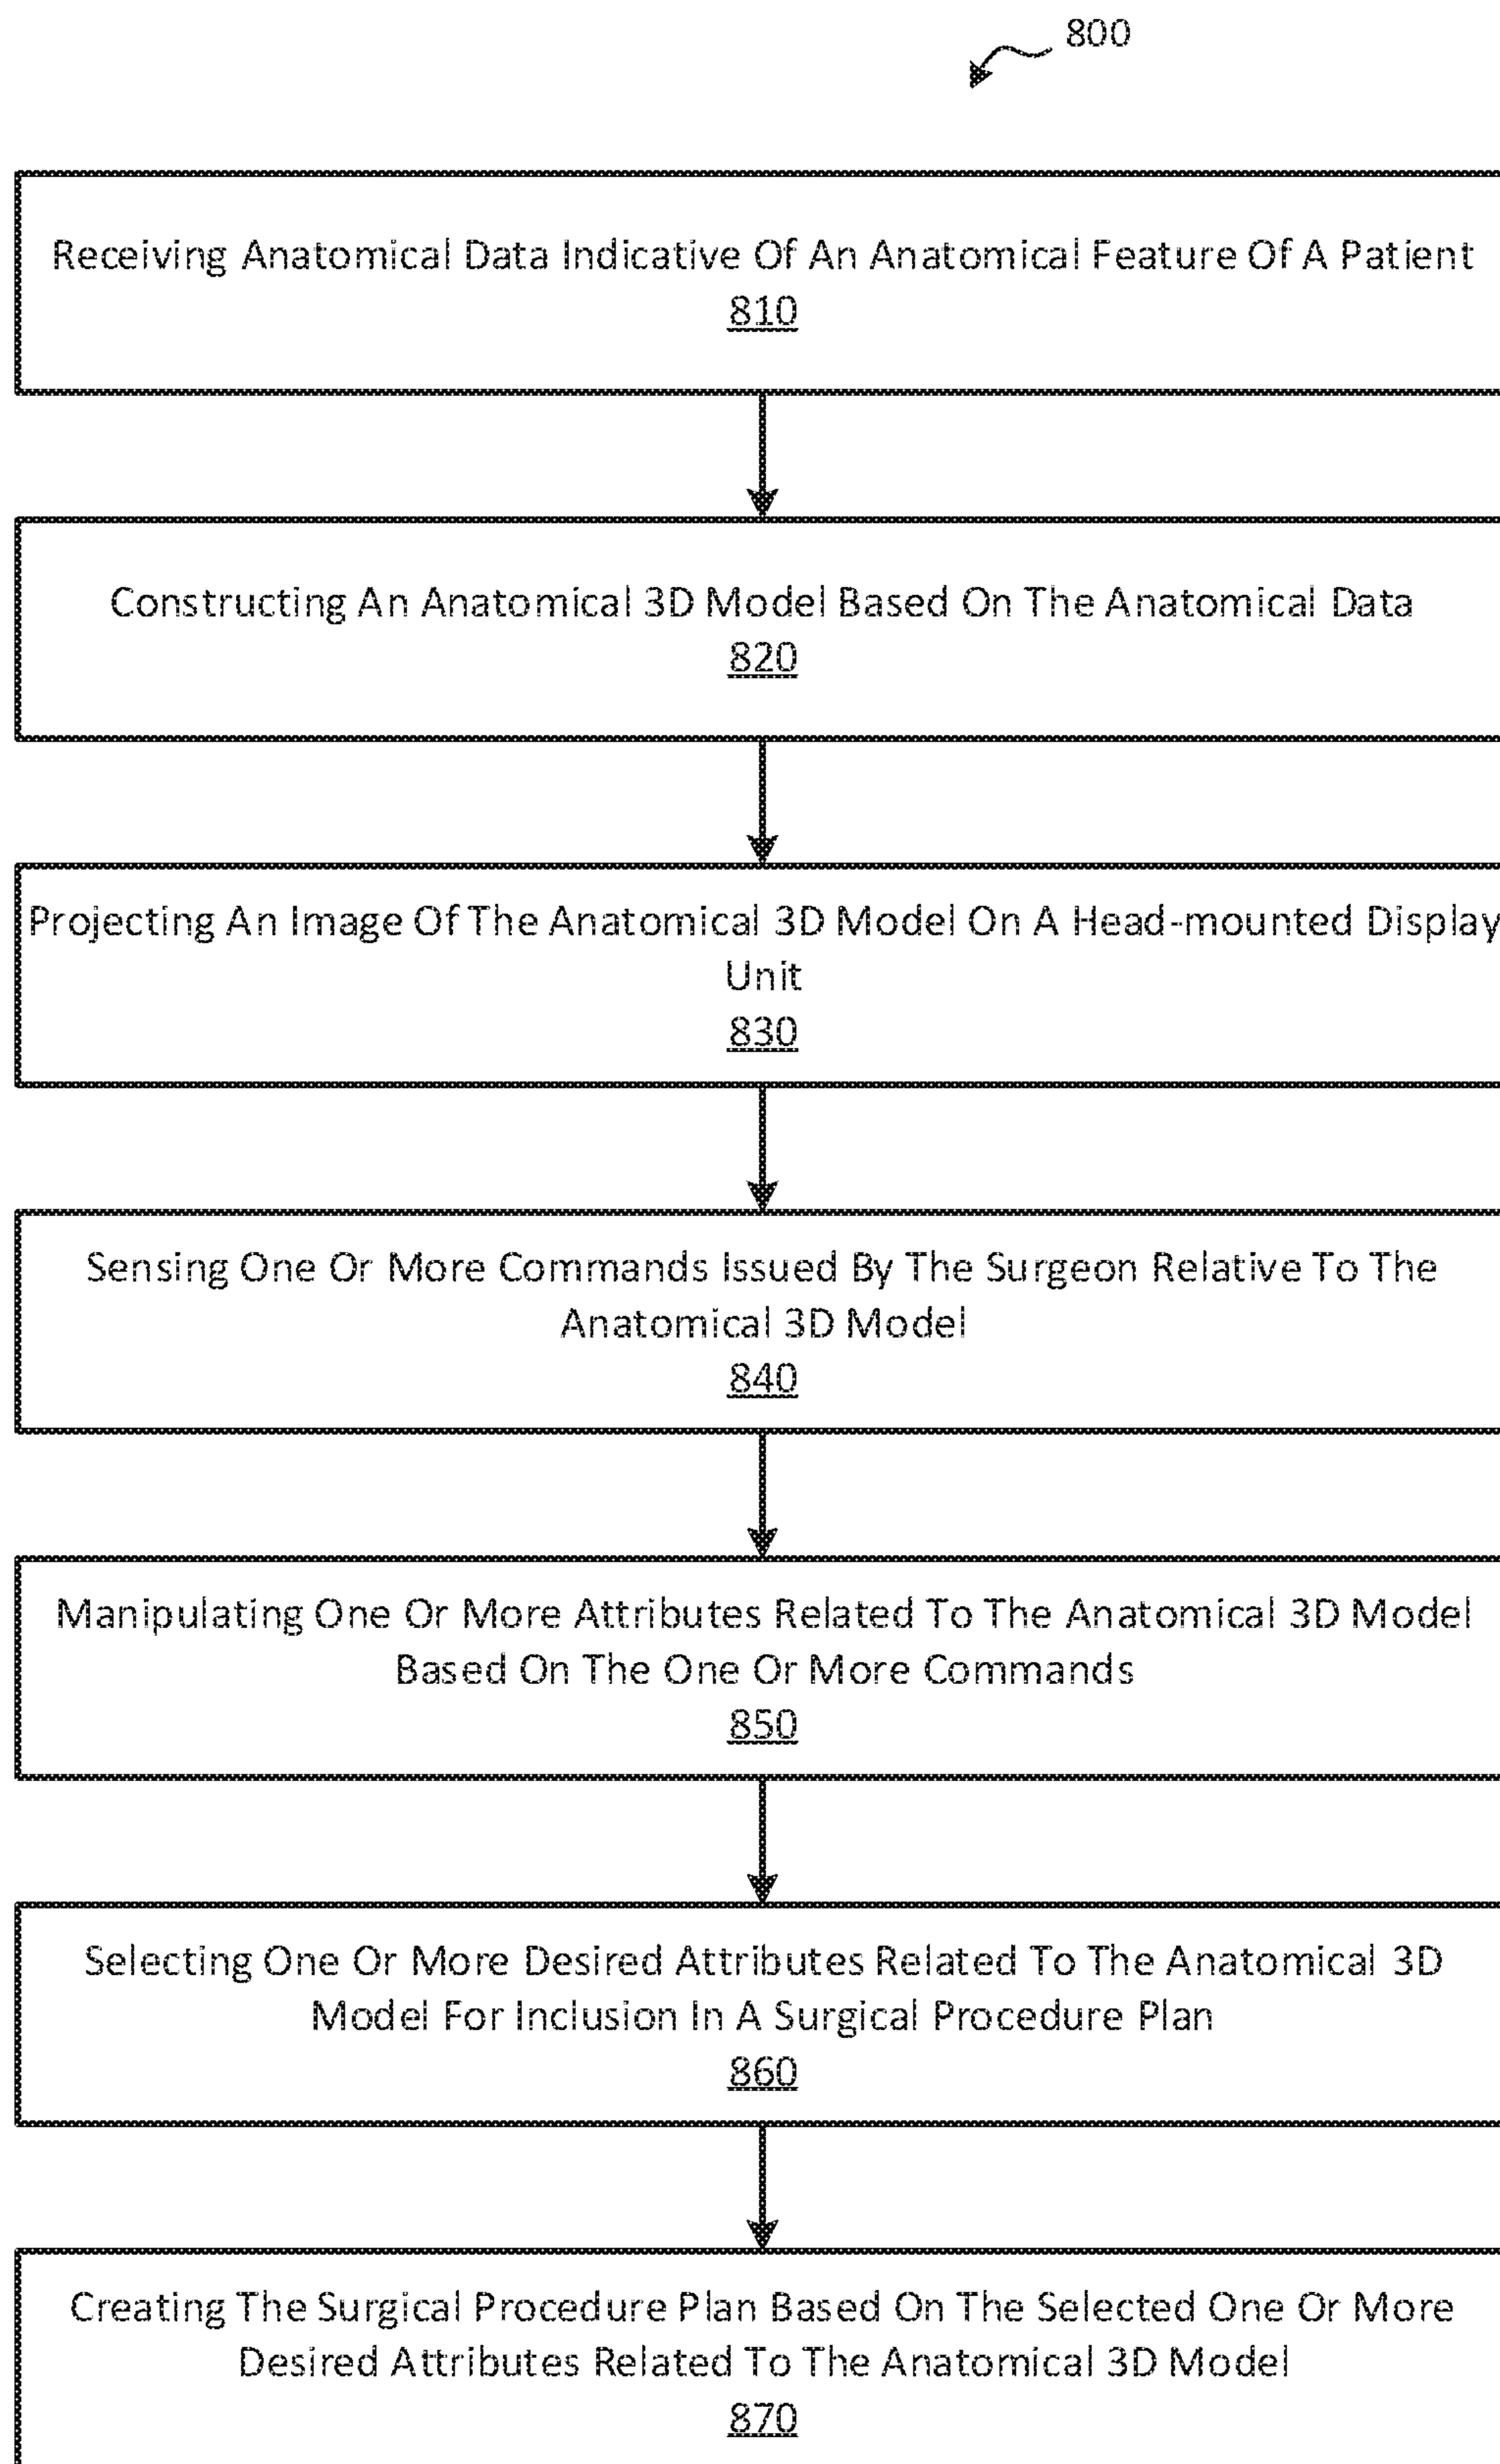 800
Receiving Anatomical Data Indicative Of An Anatomical Feature Of A Patient
810
Constructing An Anatomical 3D Model Based On The Anatomical Data
820
Projecting An Image Of The Anatomical 3D Model On A Head-mounted Display
Unit
830
Sensing One Or More Commands Issued By The Surgeon Relative To The
Anatomical 3D Model
840
Manipulating One Or More Attributes Related To The Anatomical 3D Model
Based On The One Or More Commands
850
Selecting One Or More Desired Attributes Related To The Anatomical 3D
Model For Inclusion In A Surgical Procedure Plan
860
Creating The Surgical Procedure Plan Based On The Selected One Or More
Desired Attributes Related To The Anatomical 3D Model
870